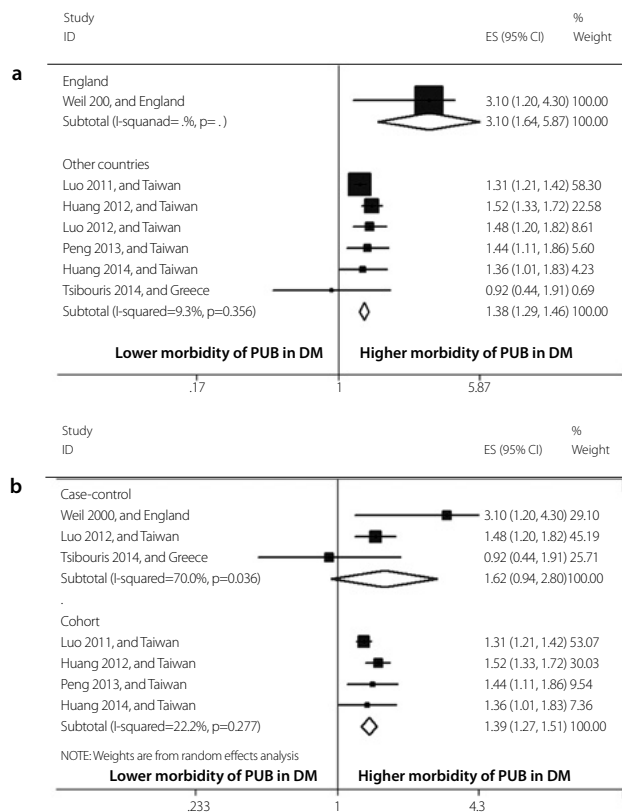 Study %
ID ES (95% CI) Weight
a
England
Weil 200, and England 3.10 (1.20, 4.30) 100.00
Subtotal (I-squanad= .%, p= . ) 3.10 (1.64, 5.87) 100.00
Other countries
Luo 2011, and Taiwan 1.31 (1.21, 1.42) 58.30
Huang 2012, and Taiwan 1.52 (1.33, 1.72) 22.58
Luo 2012, and Taiwan 1.48 (1.20, 1.82) 8.61
Peng 2013, and Taiwan 1.44 (1.11, 1.86) 5.60
Huang 2014, and Taiwan 1.36 (1.01, 1.83) 4.23
Tsibouris 2014, and Greece 0.92 (0.44, 1.91) 0.69
Subtotal (I-squared=9.3%, p=0.356) 1.38 (1.29, 1.46) 100.00
Lower morbidity of PUB in DM Higher morbidity of PUB in DM
.17 1 5.87
Study %
ID ES (95% CI) Weight
b
Case-control
Weil 2000, and England 3.10 (1.20, 4.30) 29.10
Luo 2012, and Taiwan 1.48 (1.20, 1.82) 45.19
Tsibouris 2014, and Greece 0.92 (0.44, 1.91) 25.71
Subtotal (I-squared=70.0%, p=0.036) 1.62 (0.94, 2.80)100.00
.
Cohort
Luo 2011, and Taiwan 1.31 (1.21, 1.42) 53.07
Huang 2012, and Taiwan 1.52 (1.33, 1.72) 30.03
Peng 2013, and Taiwan 1.44 (1.11, 1.86) 9.54
Huang 2014, and Taiwan 1.36 (1.01, 1.83) 7.36
Subtotal (I-squared=22.2%, p=0.277) 1.39 (1.27, 1.51) 100.00
NOTE: Weights are from random effects analysis
Lower morbidity of PUB in DM Higher morbidity of PUB in DM
.233 1 4.3